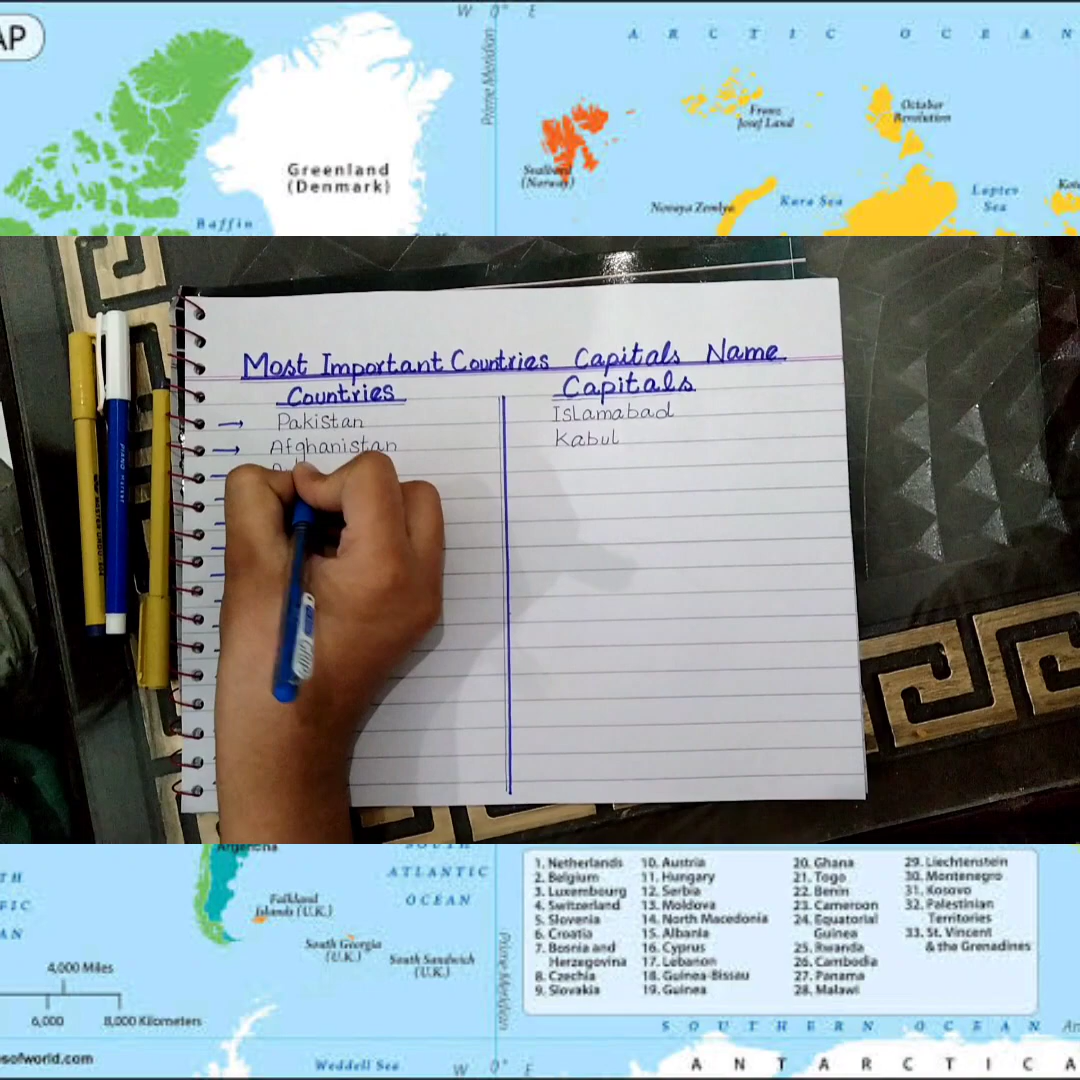 AP
W 0° E
Prime Meridian
A R C T I C O C E A N
Greenland
(Denmark)
Baffin
Svalbard
(Norway)
Franz
Josef Land
October
Revolution
Novaya Zemlya
Kara Sea
Laptev
Sea
Most Important Countries Capitals Name
Countries Capitals
Pakistan Islamabad
Afghanistan Kabul
Argentina
ATLANTIC
OCEAN
Falkland
Islands (U.K.)
South Georgia
(U.K.)
South Sandwich
(U.K.)
Prime Meridian
4,000 Miles
6,000 8,000 Kilometers
esofworld.com
Weddell Sea
W 0° E
1. Netherlands
2. Belgium
3. Luxembourg
4. Switzerland
5. Slovenia
6. Croatia
7. Bosnia and
Herzegovina
8. Czechia
9. Slovakia
10. Austria
11. Hungary
12. Serbia
13. Moldova
14. North Macedonia
15. Albania
16. Cyprus
17. Lebanon
18. Guinea-Bissau
19. Guinea
20. Ghana
21. Togo
22. Benin
23. Cameroon
24. Equatorial
Guinea
25. Rwanda
26. Cambodia
27. Panama
28. Malawi
29. Liechtenstein
30. Montenegro
31. Kosovo
32. Palestinian
Territories
33. St. Vincent
& the Grenadines
S O U T H E R N O C E A N
A N T A R C T I C A